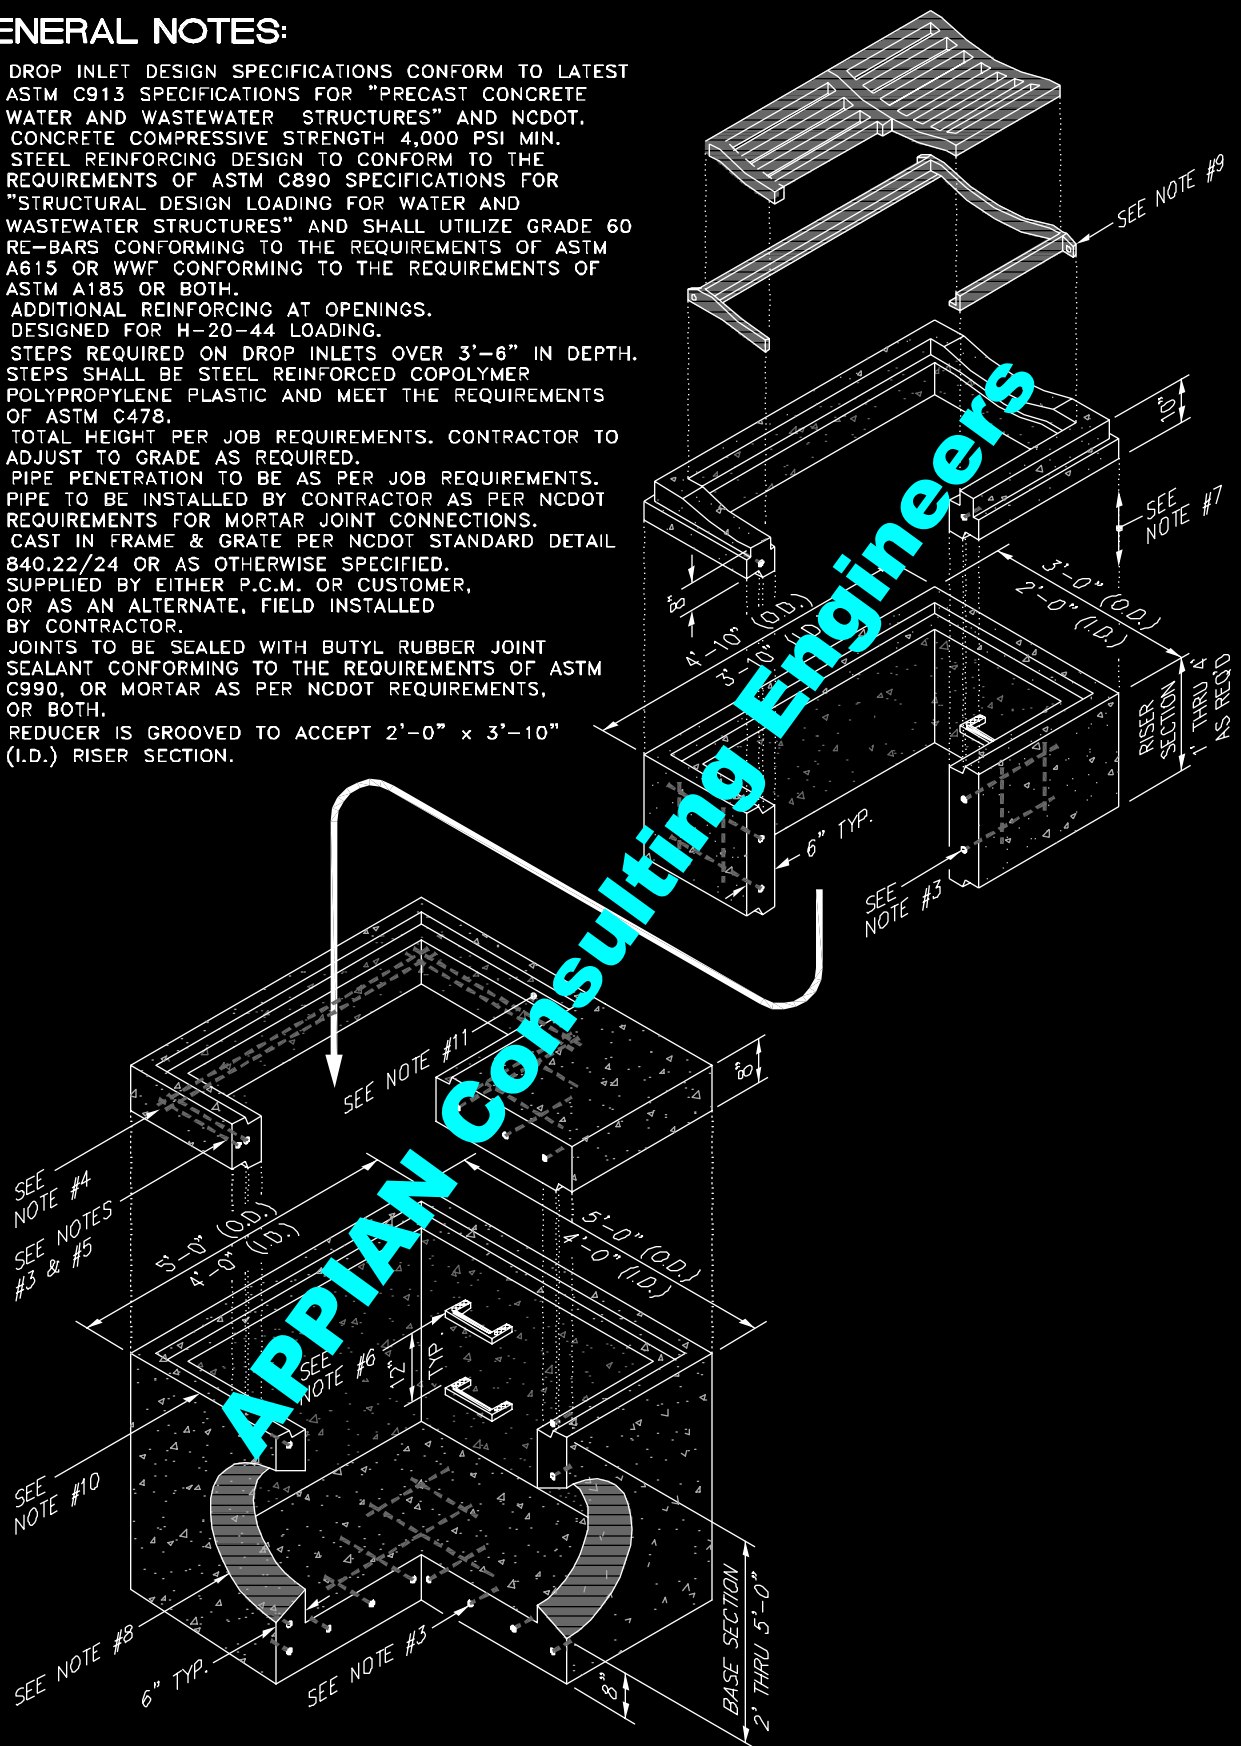 ENERAL NOTES:
DROP INLET DESIGN SPECIFICATIONS CONFORM TO LATEST
ASTM C913 SPECIFICATIONS FOR "PRECAST CONCRETE
WATER AND WASTEWATER STRUCTURES" AND NCDOT.
CONCRETE COMPRESSIVE STRENGTH 4,000 PSI MIN.
STEEL REINFORCING DESIGN TO CONFORM TO THE
REQUIREMENTS OF ASTM C890 SPECIFICATIONS FOR
"STRUCTURAL DESIGN LOADING FOR WATER AND
WASTEWATER STRUCTURES" AND SHALL UTILIZE GRADE 60
RE-BARS CONFORMING TO THE REQUIREMENTS OF ASTM
A615 OR WWF CONFORMING TO THE REQUIREMENTS OF
ASTM A185 OR BOTH.
ADDITIONAL REINFORCING AT OPENINGS.
DESIGNED FOR H-20-44 LOADING.
STEPS REQUIRED ON DROP INLETS OVER 3'-6" IN DEPTH.
STEPS SHALL BE STEEL REINFORCED COPOLYMER
POLYPROPYLENE PLASTIC AND MEET THE REQUIREMENTS
OF ASTM C478.
TOTAL HEIGHT PER JOB REQUIREMENTS. CONTRACTOR TO
ADJUST TO GRADE AS REQUIRED.
PIPE PENETRATION TO BE AS PER JOB REQUIREMENTS.
PIPE TO BE INSTALLED BY CONTRACTOR AS PER NCDOT
REQUIREMENTS FOR MORTAR JOINT CONNECTIONS.
CAST IN FRAME & GRATE PER NCDOT STANDARD DETAIL
840.22/24 OR AS OTHERWISE SPECIFIED.
SUPPLIED BY EITHER P.C.M. OR CUSTOMER,
OR AS AN ALTERNATE, FIELD INSTALLED
BY CONTRACTOR.
JOINTS TO BE SEALED WITH BUTYL RUBBER JOINT
SEALANT CONFORMING TO THE REQUIREMENTS OF ASTM
C990, OR MORTAR AS PER NCDOT REQUIREMENTS,
OR BOTH.
REDUCER IS GROOVED TO ACCEPT 2'-0" x 3'-10"
(I.D.) RISER SECTION.
SEE NOTE #9
10"
SEE
NOTE #7
8"
3'-0" (O.D.)
2'-0" (I.D.)
4'-10" (O.D.)
3'-10" (I.D.)
RISER
SECTION
1' THRU 4'
AS REQ'D
6" TYP.
SEE
NOTE #3
APPIAN Consulting Engineers
SEE NOTE #11
8"
SEE
NOTE #4
SEE NOTES
#3 & #5
5'-0" (O.D.)
4'-0" (I.D.)
5'-0" (O.D.)
4'-0" (I.D.)
SEE
NOTE #6
12"
TYP.
SEE
NOTE #10
SEE NOTE #8
6" TYP.
SEE NOTE #3
8"
BASE SECTION
2' THRU 5'-0"